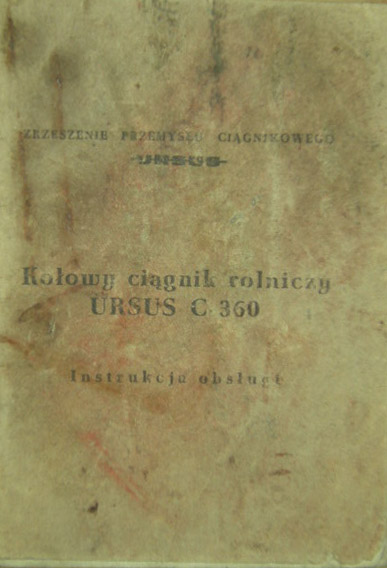 ZRZESZENIE PRZEMYSŁU CIĄGNIKOWEGO
URSUS
Kołowy ciągnik rolniczy
URSUS C 360
Instrukcja obsługi